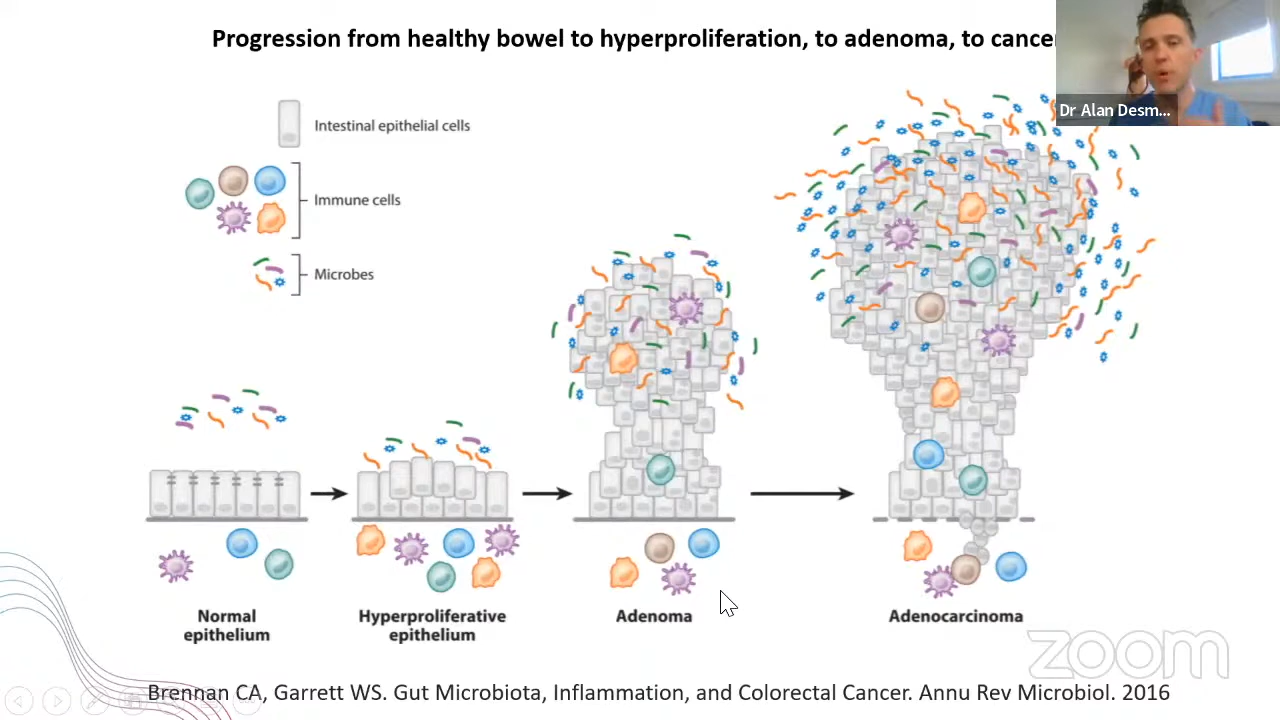 Progression from healthy bowel to hyperproliferation, to adenoma, to cancer
Dr Alan Desm...
Intestinal epithelial cells
Immune cells
Microbes
Normal
epithelium
Hyperproliferative
epithelium
Adenoma
Adenocarcinoma
zoom
Brennan CA, Garrett WS. Gut Microbiota, Inflammation, and Colorectal Cancer. Annu Rev Microbiol. 2016